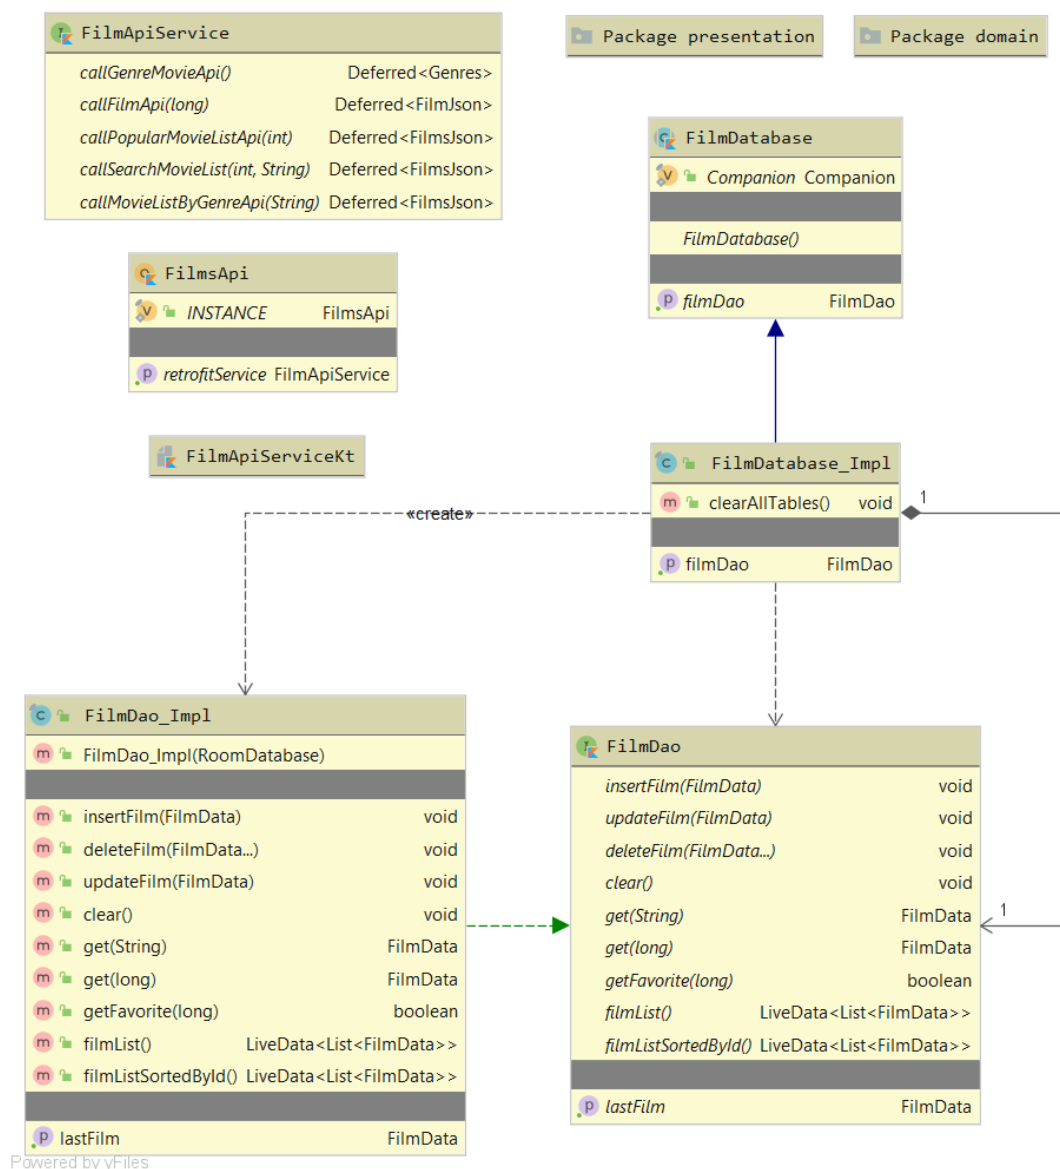 FilmApiService
callGenreMovieApi() Deferred<Genres>
callFilmApi(long) Deferred<FilmJson>
callPopularMovieListApi(int) Deferred<FilmsJson>
callSearchMovieList(int, String) Deferred<FilmsJson>
callMovieListByGenreApi(String) Deferred<FilmsJson>
Package presentation
Package domain
FilmDatabase
Companion Companion
FilmDatabase()
filmDao FilmDao
FilmsApi
INSTANCE FilmsApi
retrofitService FilmApiService
FilmApiServiceKt
FilmDatabase_Impl
clearAllTables() void
filmDao FilmDao
1
«create»
FilmDao_Impl
FilmDao_Impl(RoomDatabase)
insertFilm(FilmData) void
deleteFilm(FilmData...) void
updateFilm(FilmData) void
clear() void
get(String) FilmData
get(long) FilmData
getFavorite(long) boolean
filmList() LiveData<List<FilmData>>
filmListSortedById() LiveData<List<FilmData>>
lastFilm FilmData
FilmDao
insertFilm(FilmData) void
updateFilm(FilmData) void
deleteFilm(FilmData...) void
clear() void
get(String) FilmData
get(long) FilmData
getFavorite(long) boolean
filmList() LiveData<List<FilmData>>
filmListSortedById() LiveData<List<FilmData>>
lastFilm FilmData
1
Powered by yFiles